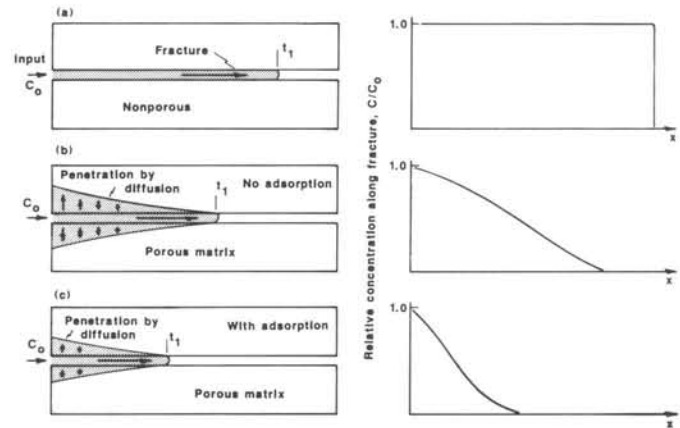 (a)
Fracture
t1
Input
Co
Nonporous
1.0
x
(b)
Penetration by
diffusion
t1
No adsorption
Co
Porous matrix
1.0
x
(c)
Penetration by
diffusion
t1
With adsorption
Co
Porous matrix
1.0
x
Relative concentration along fracture, C/Co